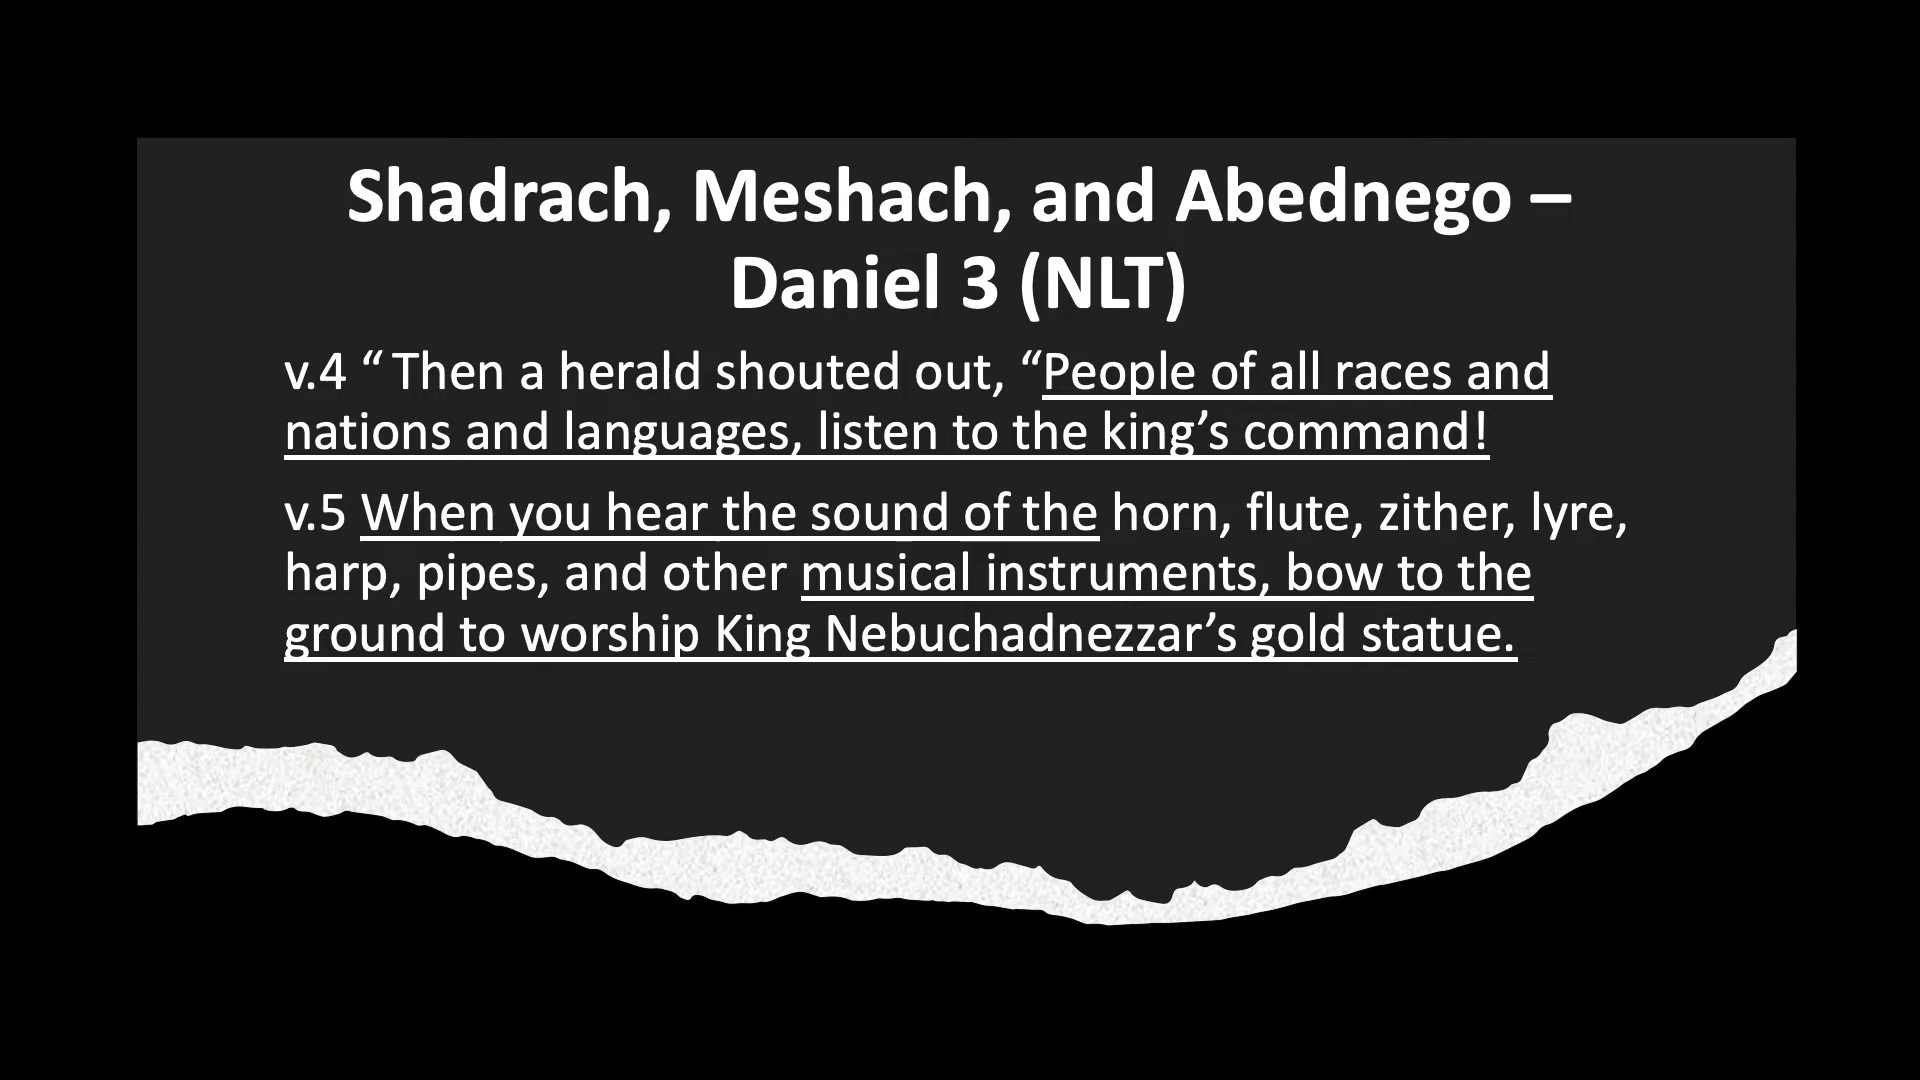 Shadrach, Meshach, and Abednego –
Daniel 3 (NLT)
v.4 “ Then a herald shouted out, “People of all races and
nations and languages, listen to the king’s command!
v.5 When you hear the sound of the horn, flute, zither, lyre,
harp, pipes, and other musical instruments, bow to the
ground to worship King Nebuchadnezzar’s gold statue.